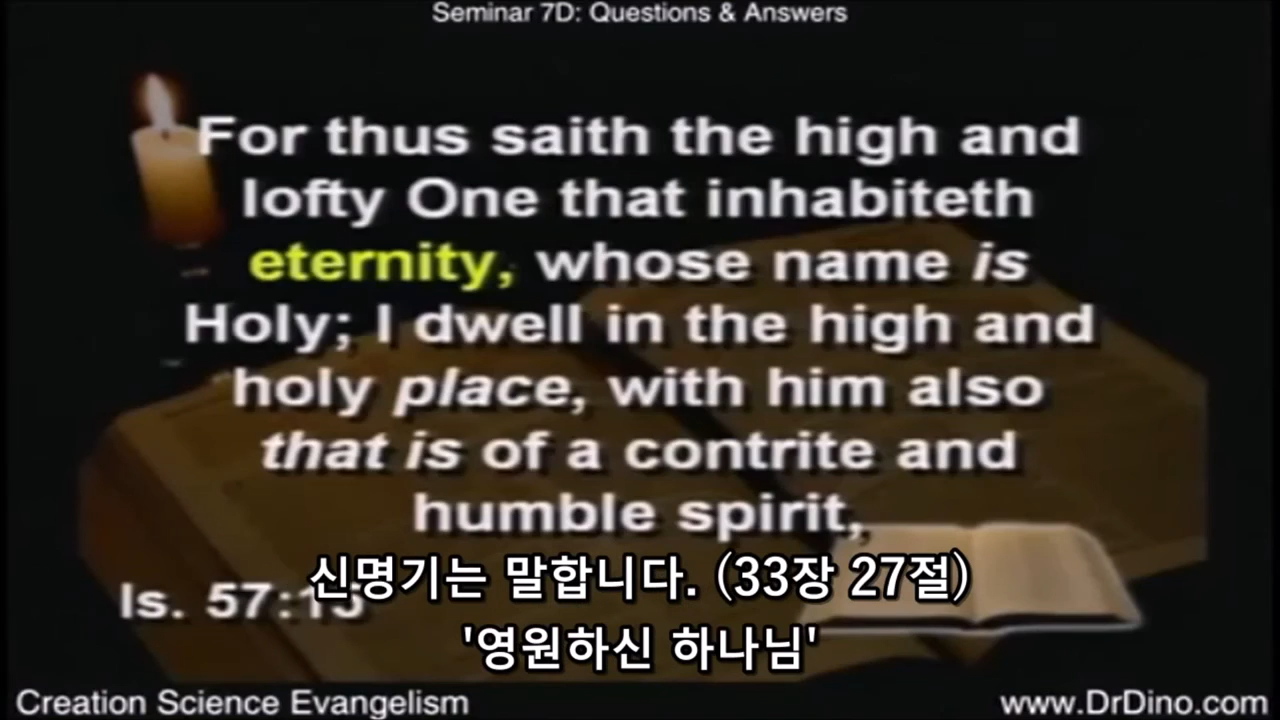 Seminar 7D: Questions & Answers
For thus saith the high and
lofty One that inhabiteth
eternity, whose name is
Holy; I dwell in the high and
holy place, with him also
that is of a contrite and
humble spirit,
Is. 57:15
신명기는 말합니다. (33장 27절)
'영원하신 하나님'
Creation Science Evangelism
www.DrDino.com